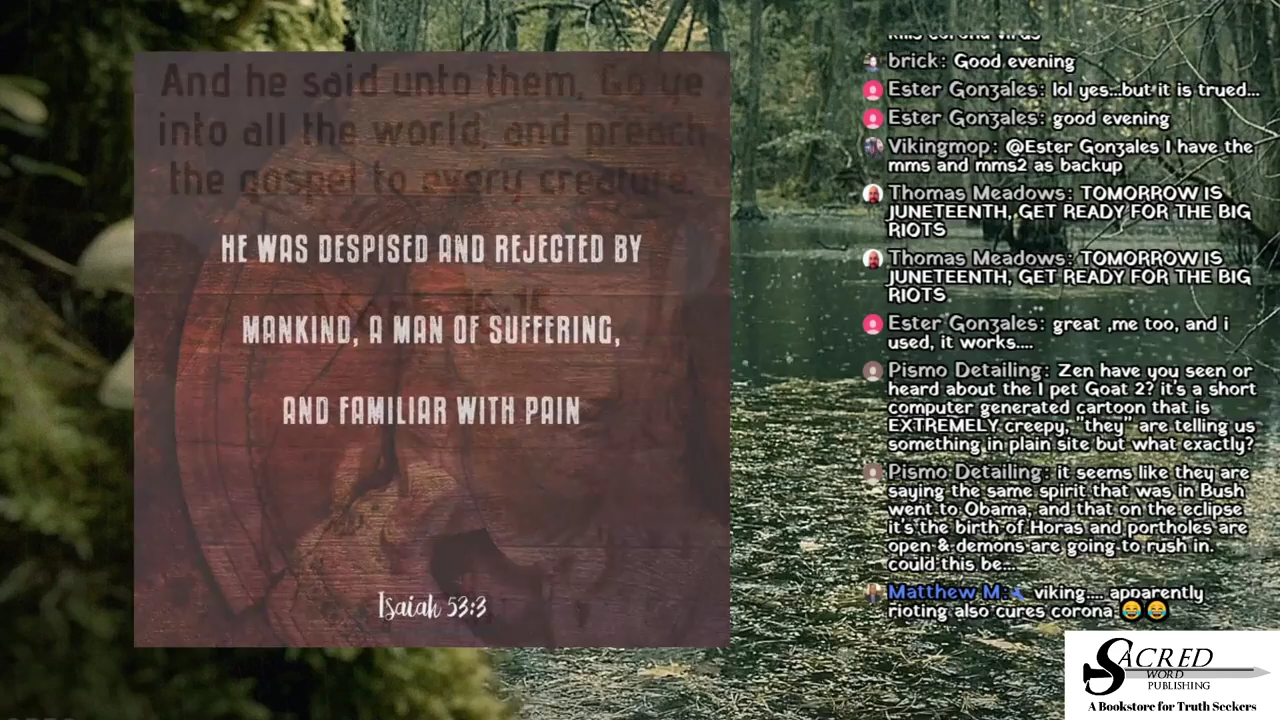 And he said unto them, Go ye
into all the world, and preach
the gospel to every creature.
HE WAS DESPISED AND REJECTED BY
MANKIND, A MAN OF SUFFERING,
AND FAMILIAR WITH PAIN
Isaiah 53:3
kills corona virus
brick: Good evening
Ester Gonzales: lol yes...but it is trued...
Ester Gonzales: good evening
Vikingmop: @Ester Gonzales I have the
mms and mms2 as backup
Thomas Meadows: TOMORROW IS
JUNETEENTH, GET READY FOR THE BIG
RIOTS
Thomas Meadows: TOMORROW IS
JUNETEENTH, GET READY FOR THE BIG
RIOTS.
Ester Gonzales: great ,me too, and i
used, it works....
Pismo Detailing: Zen have you seen or
heard about the I pet Goat 2? it's a short
computer generated cartoon that is
EXTREMELY creepy, "they" are telling us
something in plain site but what exactly?
Pismo Detailing: it seems like they are
saying the same spirit that was in Bush
went to Obama, and that on the eclipse
it's the birth of Horas and portholes are
open & demons are going to rush in.
could this be...
Matthew M: viking.... apparently
rioting also cures corona 😂😂
SACRED
WORD
PUBLISHING
A Bookstore for Truth Seekers